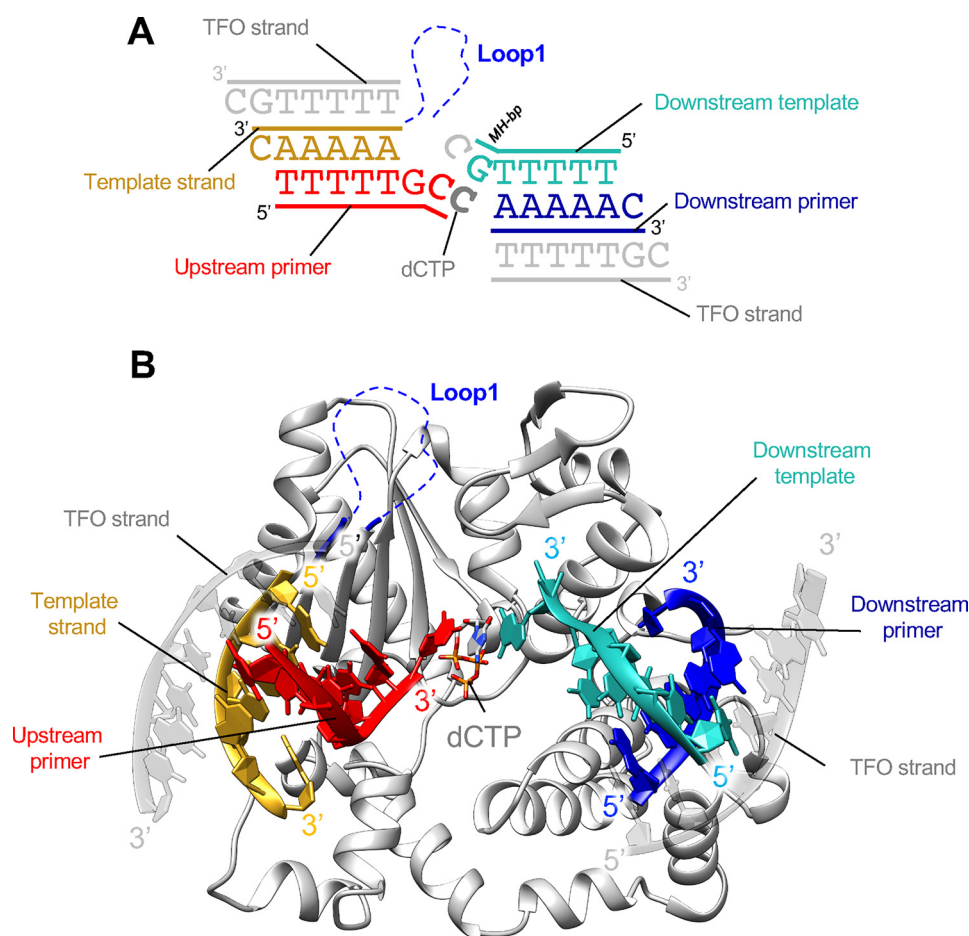 A
TFO strand
Loop1
3’
CGTTTTT
MH-bp
Downstream template
5’
3’
C
CAAAAA
GTTTTT
Template strand
TTTTTGCC
C
AAAAAC
Downstream primer
5’
3’
Upstream primer
dCTP
TTTTTGC
3’
TFO strand
B
Loop1
Downstream
template
TFO strand
5’
5’
3’
3’
3’
Template
strand
5’
Downstream
primer
3’
Upstream
primer
dCTP
TFO strand
5’
3’
5’
3’
5’